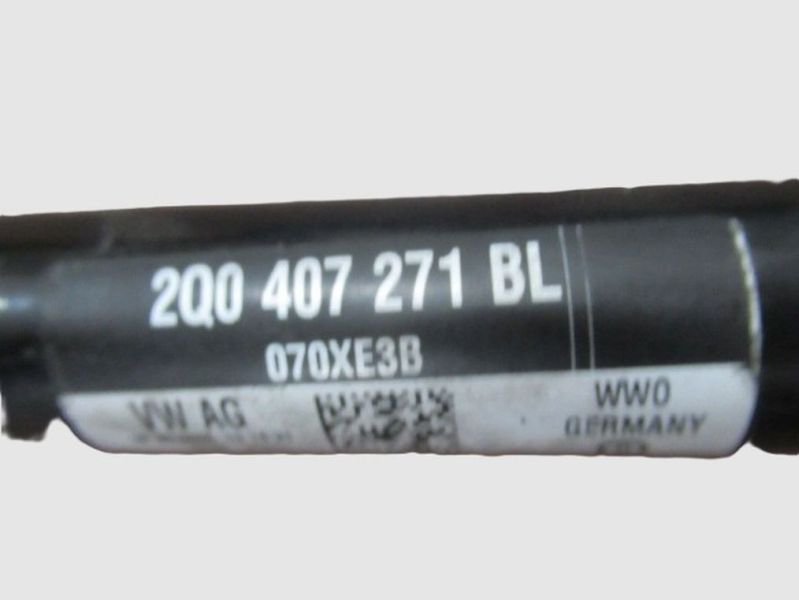 2Q0 407 271 BL
070XE3B
VW AG
WW0
GERMANY